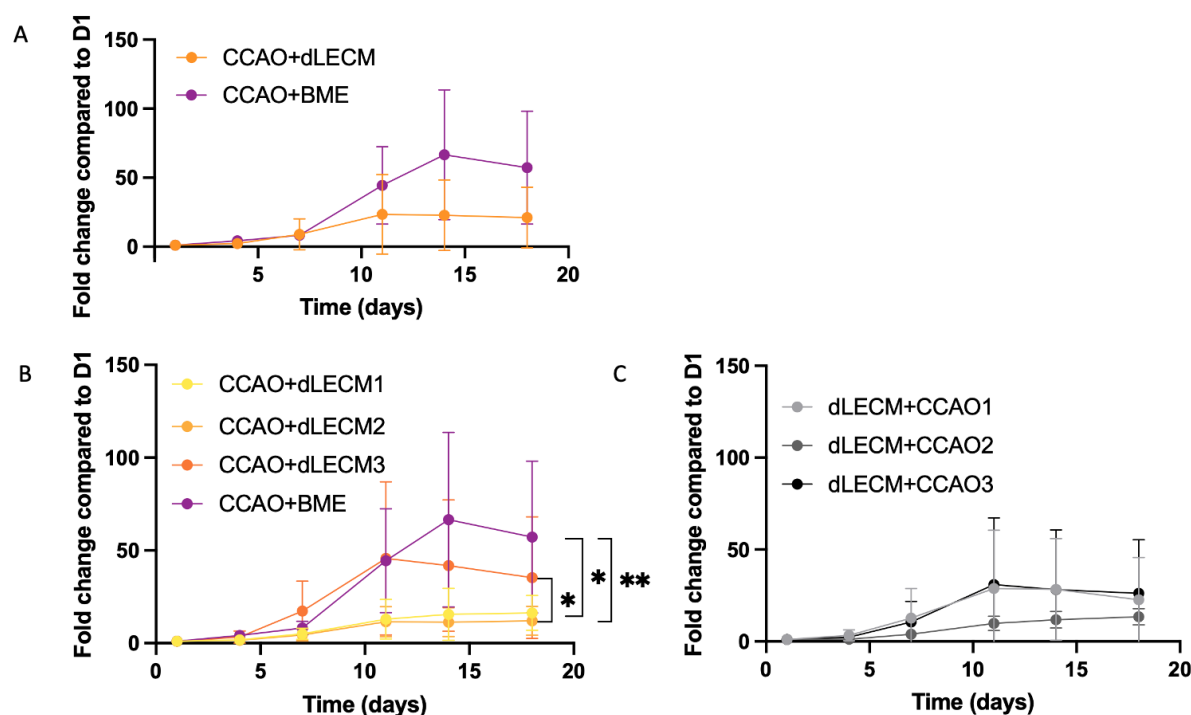 A
Fold change compared to D1
150
100
50
0
CCAO+dLECM
CCAO+BME
5
10
15
20
Time (days)
B
Fold change compared to D1
150
100
50
0
CCAO+dLECM1
CCAO+dLECM2
CCAO+dLECM3
CCAO+BME
*
*
**
0
5
10
15
20
Time (days)
C
Fold change compared to D1
150
100
50
0
dLECM+CCAO1
dLECM+CCAO2
dLECM+CCAO3
0
5
10
15
20
Time (days)